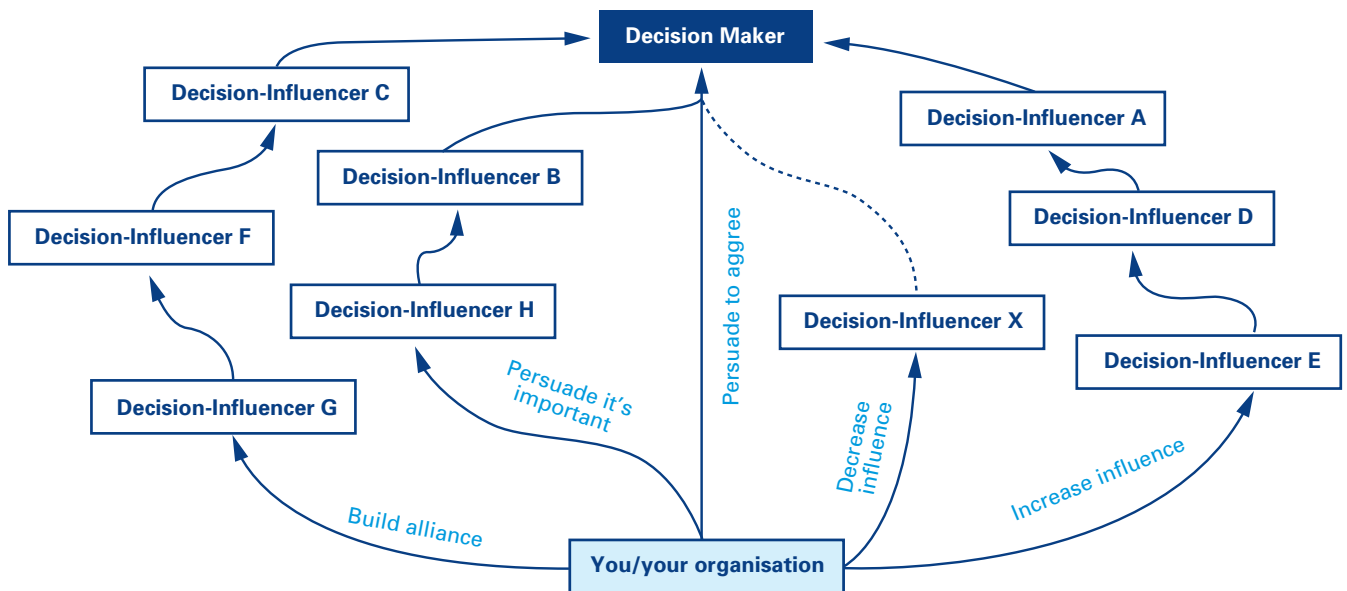 Decision Maker
Decision-Influencer C
Decision-Influencer A
Decision-Influencer B
Decision-Influencer D
Decision-Influencer F
Decision-Influencer H
Decision-Influencer X
Decision-Influencer E
Decision-Influencer G
Persuade to aggree
Persuade it's
important
Decrease
influence
Increase influence
Build alliance
You/your organisation